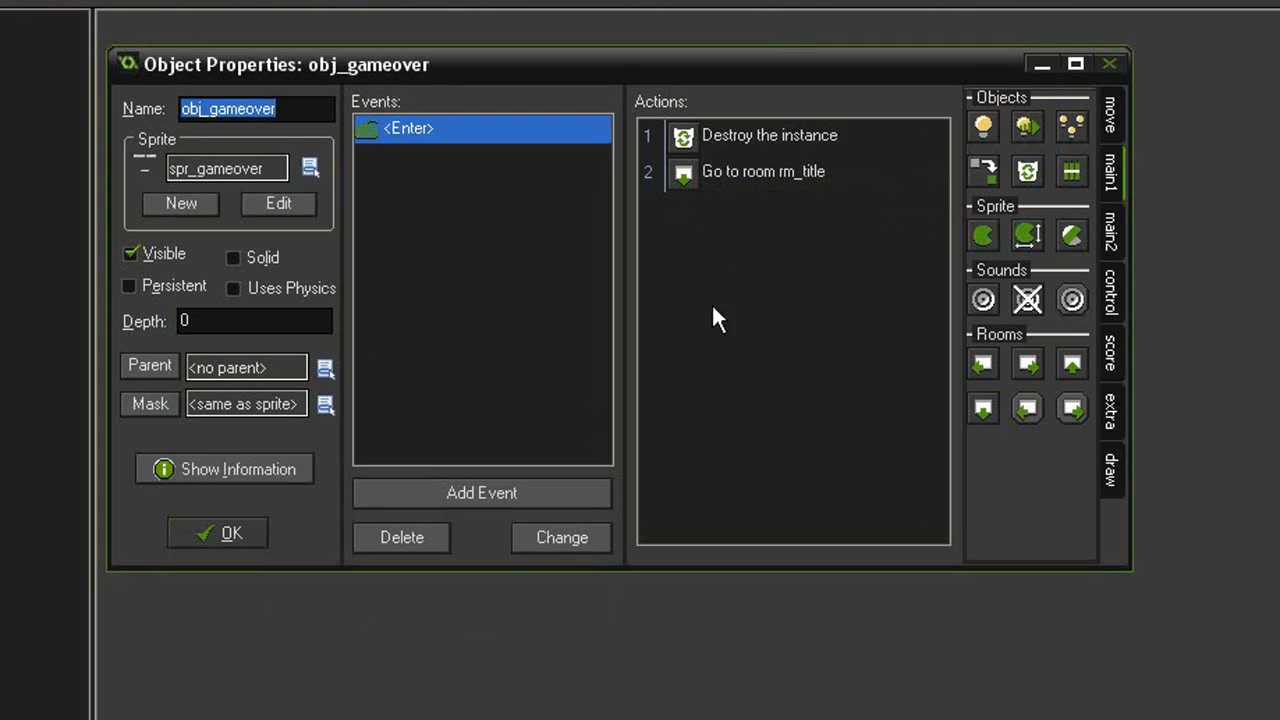 Object Properties: obj_gameover
Name: obj_gameover
Sprite
spr_gameover
New Edit
Visible Solid
Persistent Uses Physics
Depth: 0
Parent <no parent>
Mask <same as sprite>
Show Information
OK
Events:
<Enter>
Add Event
Delete Change
Actions:
1 Destroy the instance
2 Go to room rm_title
Objects
Sprite
Sounds
Rooms
move
main1
main2
control
score
extra
draw